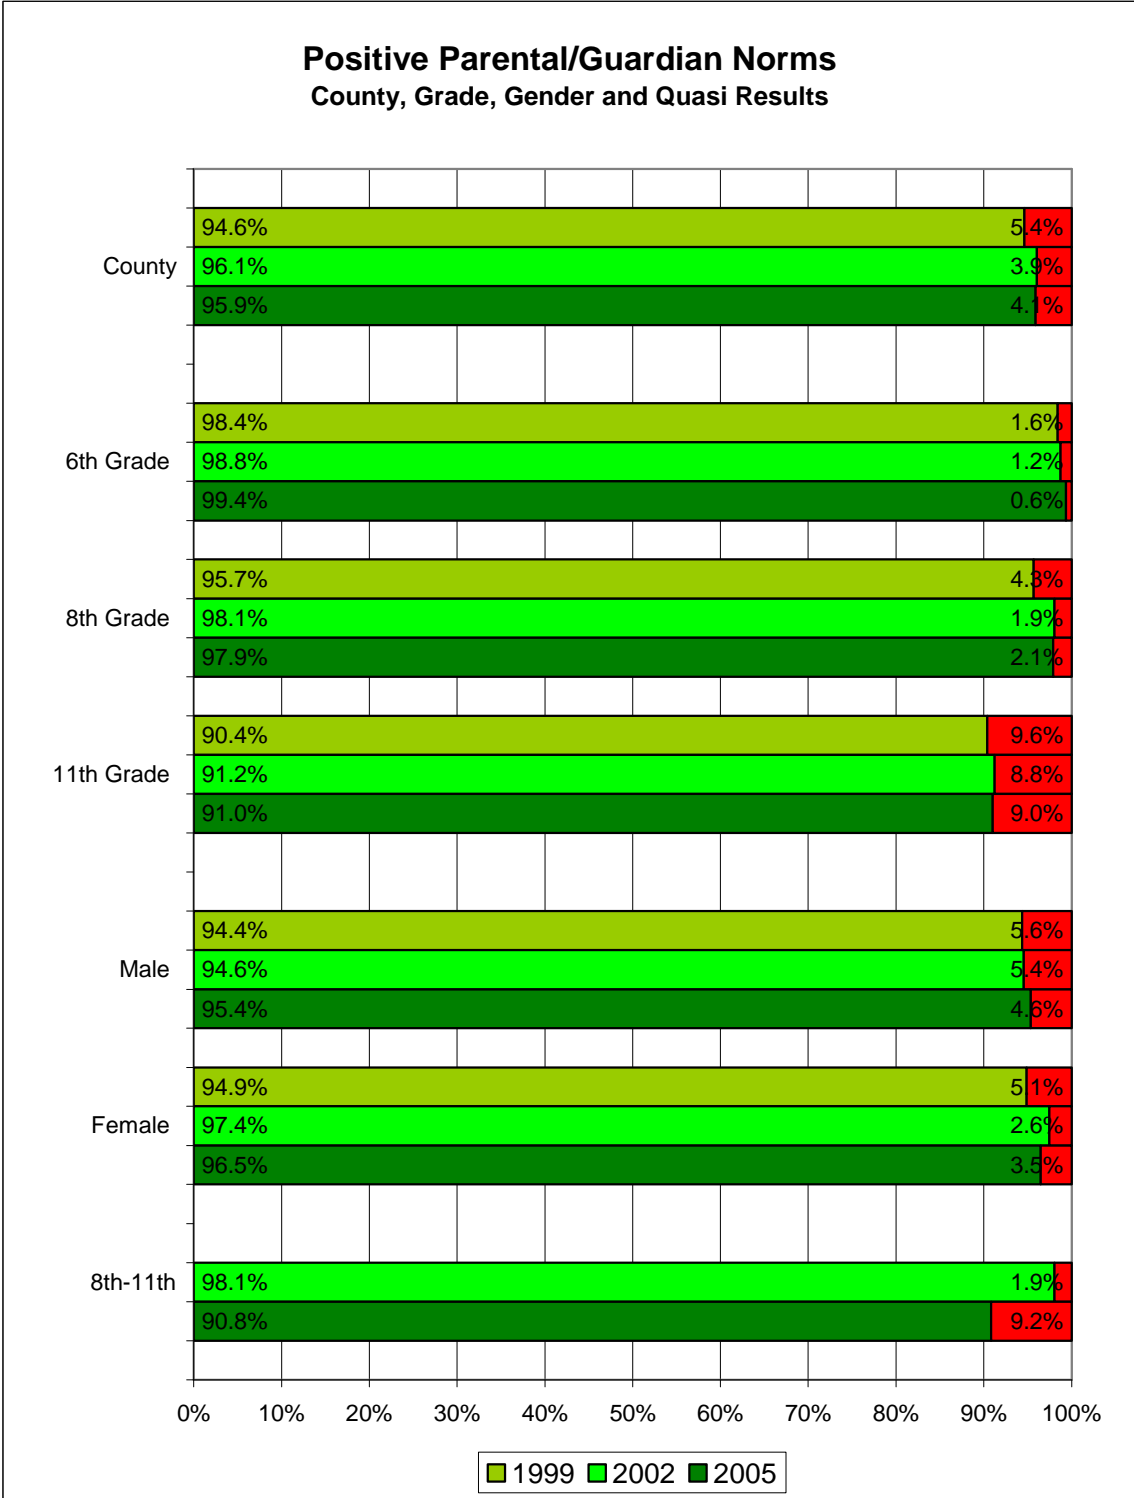 Positive Parental/Guardian Norms
County, Grade, Gender and Quasi Results
94.6% 5.4%
County 96.1% 3.9%
95.9% 4.1%
98.4% 1.6%
6th Grade 98.8% 1.2%
99.4% 0.6%
95.7% 4.3%
8th Grade 98.1% 1.9%
97.9% 2.1%
90.4% 9.6%
11th Grade 91.2% 8.8%
91.0% 9.0%
94.4% 5.6%
Male 94.6% 5.4%
95.4% 4.6%
94.9% 5.1%
Female 97.4% 2.6%
96.5% 3.5%
8th-11th 98.1% 1.9%
90.8% 9.2%
0% 10% 20% 30% 40% 50% 60% 70% 80% 90% 100%
1999 2002 2005